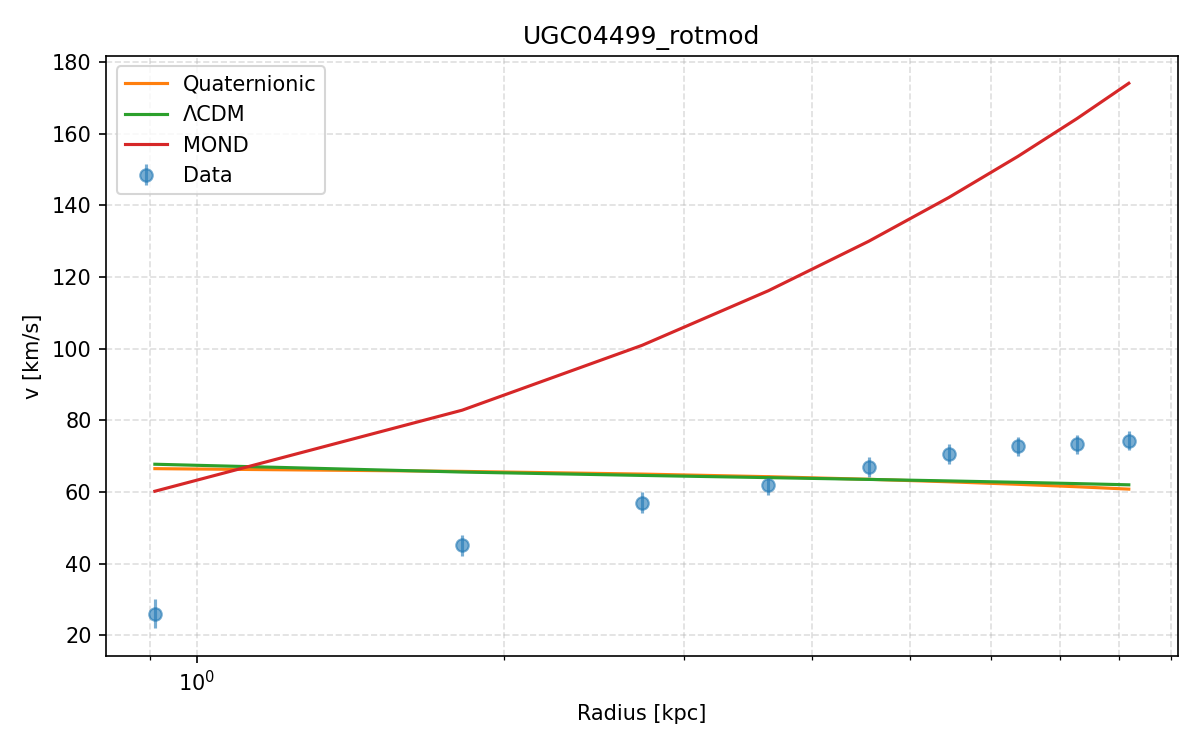 UGC04499_rotmod
Quaternionic
ΛCDM
MOND
Data
180
160
140
120
100
80
60
40
20
v [km/s]
10⁰
Radius [kpc]